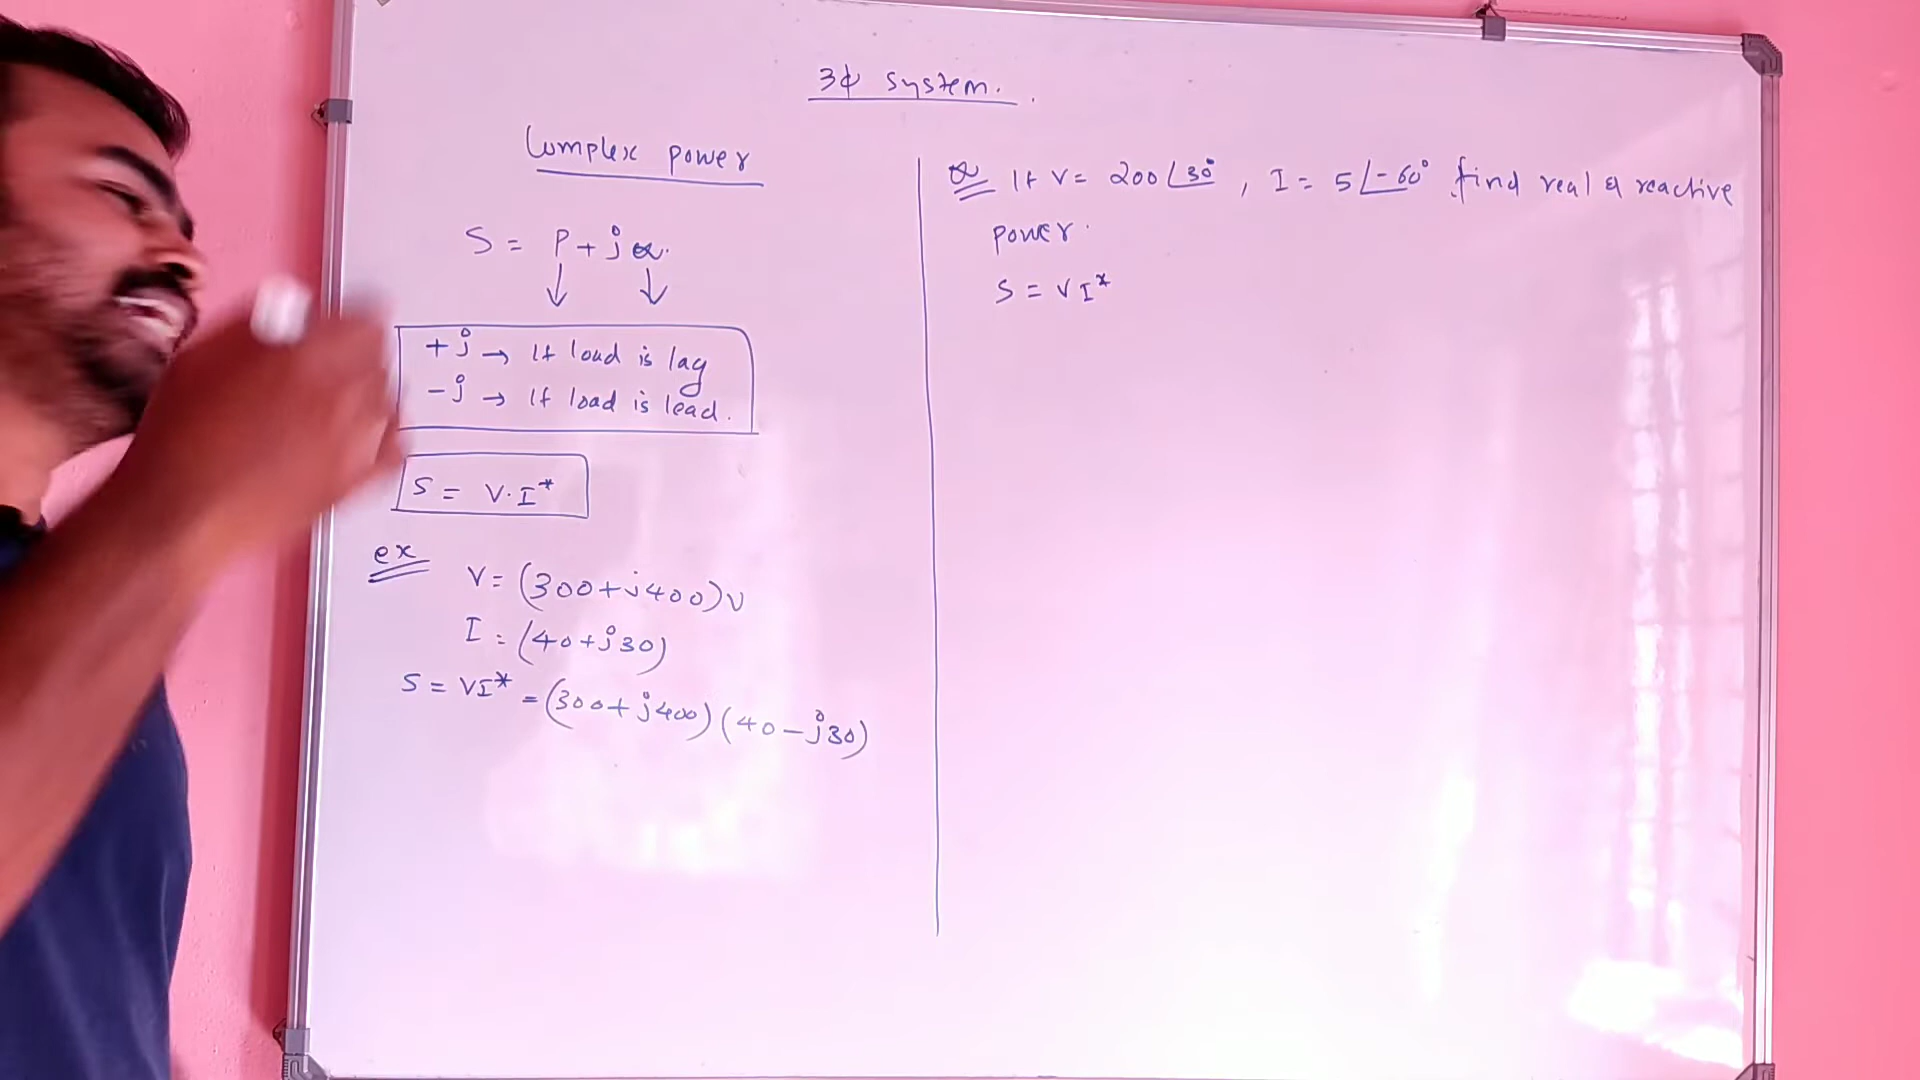 3ϕ system.
Complex power
S = P + jQ.
+j → If load is lag
-j → If load is lead.
S = V·I*
ex
V = (300+j400)V
I = (40+j30)
S = VI* = (300+j400)(40-j30)
Q If V = 200∠30°, I = 5∠-60° find real & reactive
power.
S = VI*